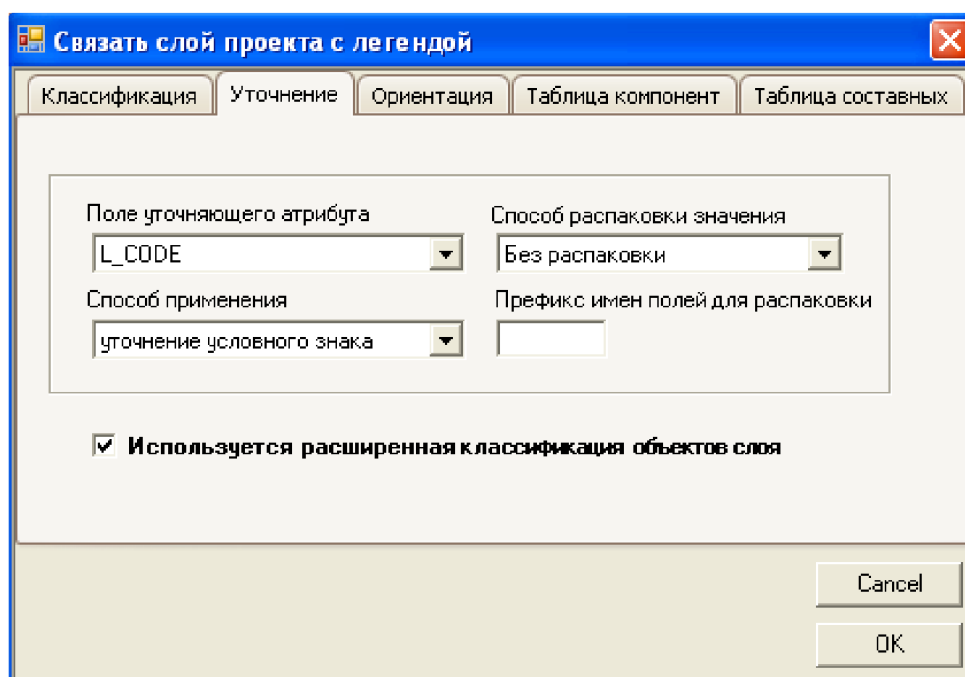 Связать слой проекта с легендой
Классификация Уточнение Ориентация Таблица компонент Таблица составных
Поле уточняющего атрибута Способ распаковки значения
L_CODE Без распаковки
Способ применения Префикс имен полей для распаковки
уточнение условного знака
Используется расширенная классификация объектов слоя
Cancel
OK